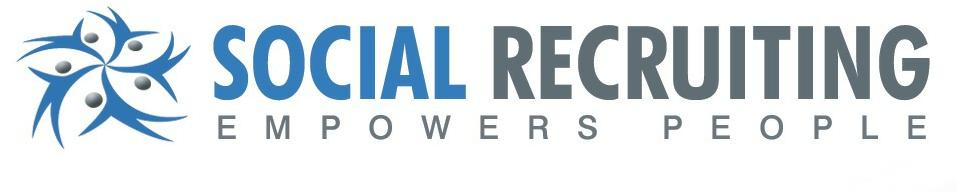 SOCIAL RECRUITING
EMPOWERS PEOPLE